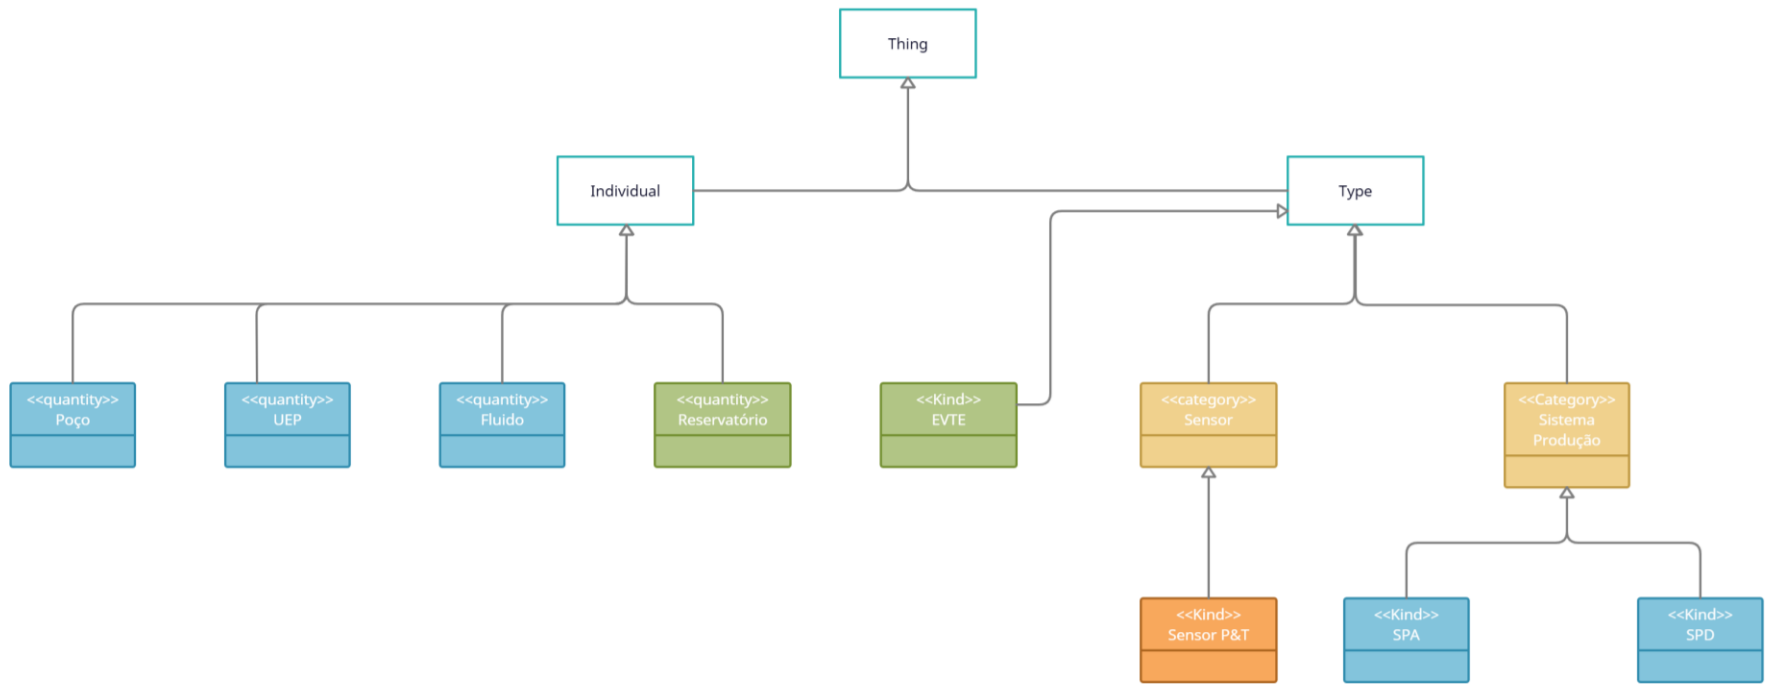 Thing
Individual
Type
<<quantity>>
Poço
<<quantity>>
UEP
<<quantity>>
Fluido
<<quantity>>
Reservatório
<<Kind>>
EVTE
<<category>>
Sensor
<<Category>>
Sistema
Produção
<<Kind>>
Sensor P&T
<<Kind>>
SPA
<<Kind>>
SPD